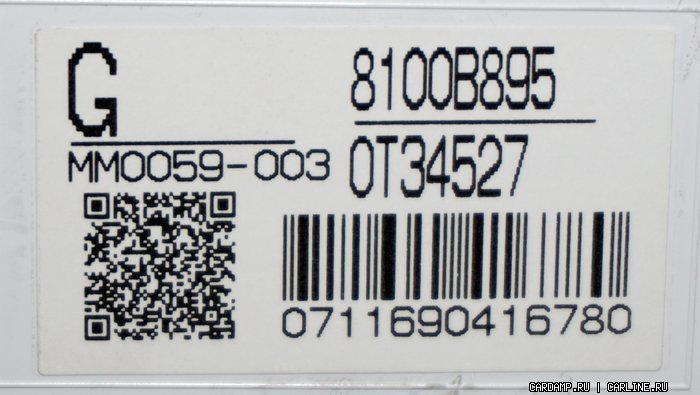 G
8100B895
MM0059-003
0T34527
0711690416780
CARDAMP.RU | CARLINE.RU